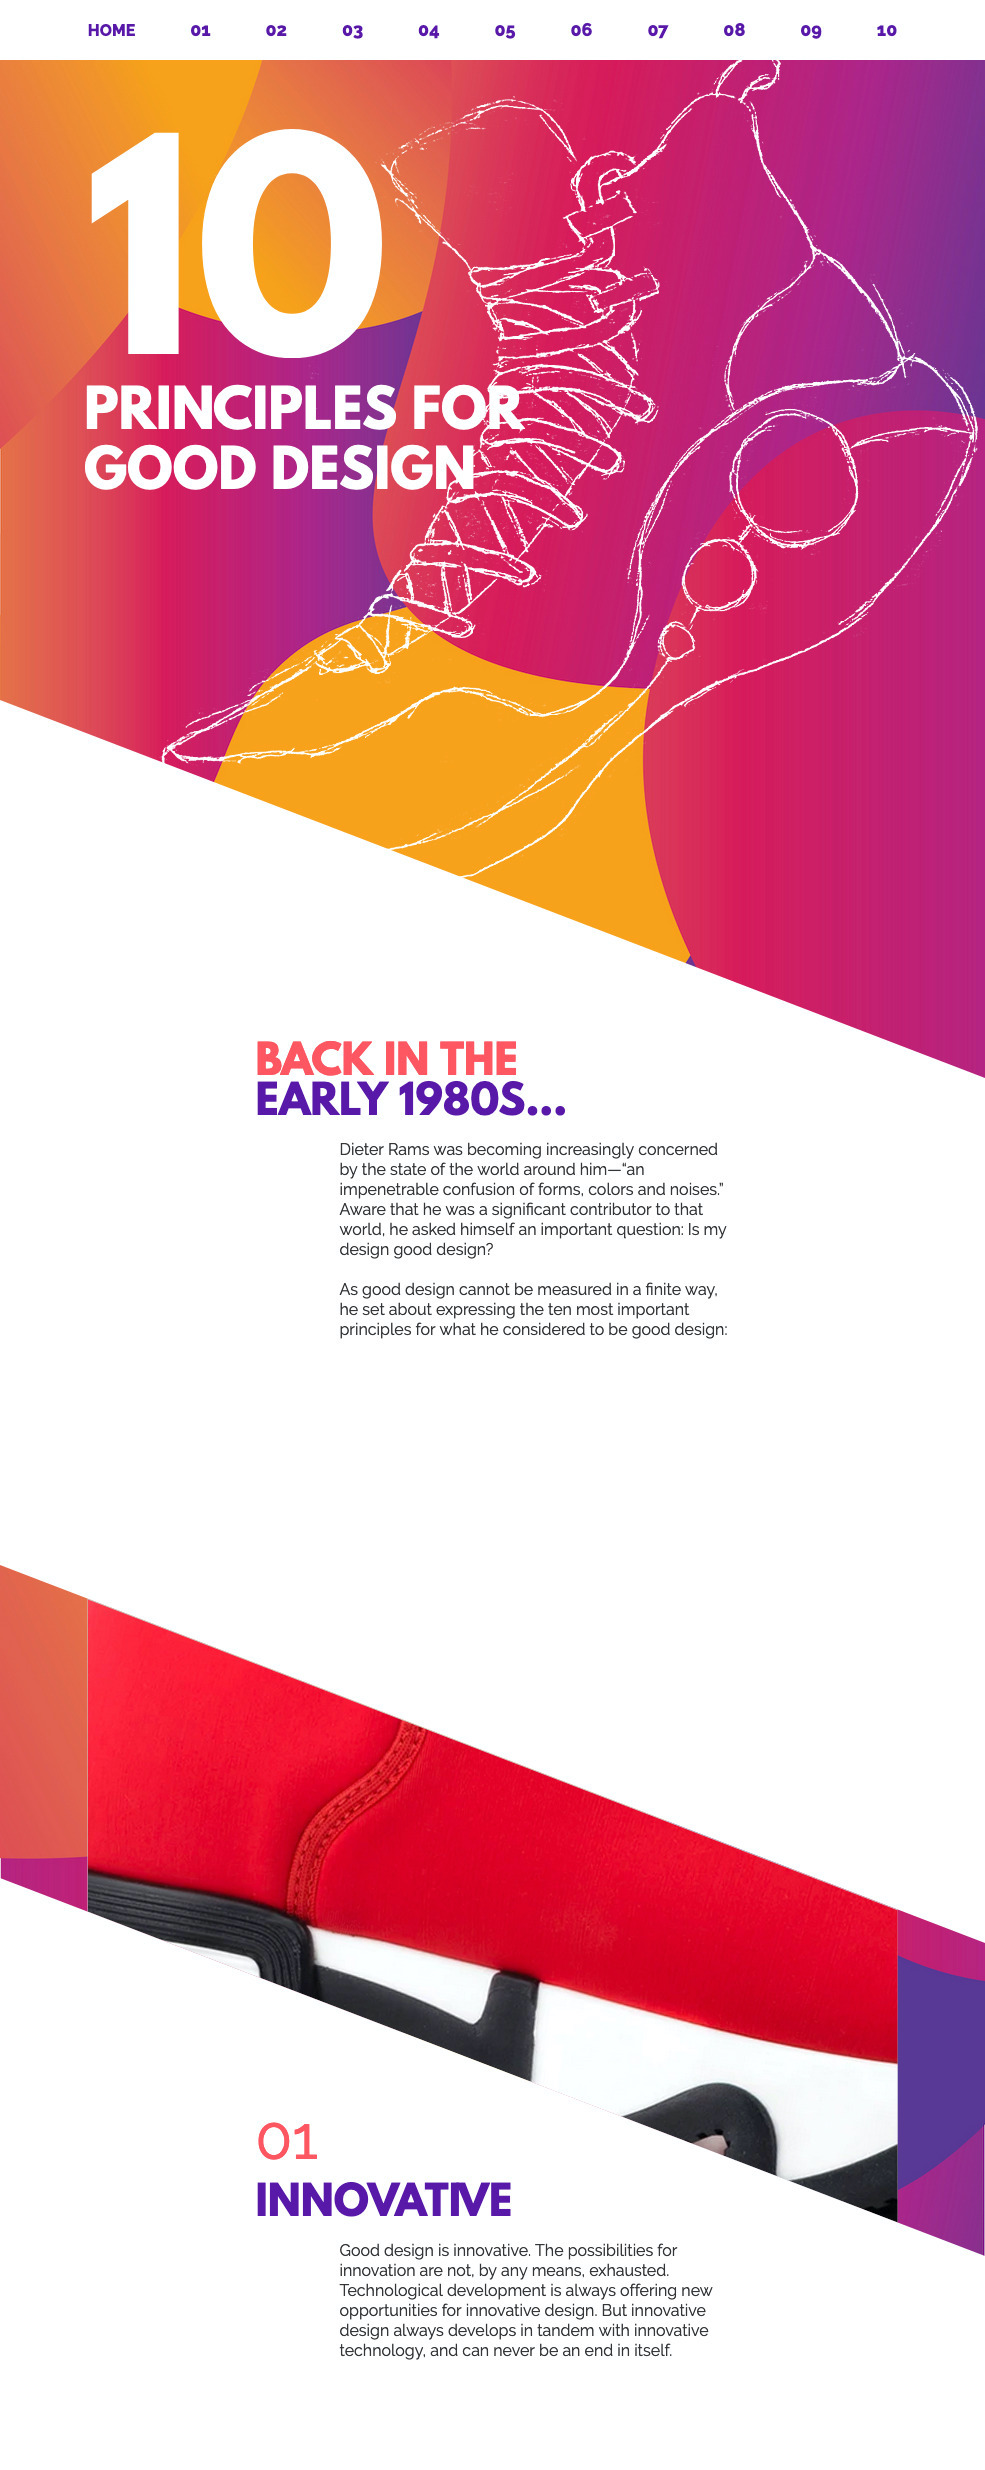 HOME 01 02 03 04 05 06 07 08 09 10
10
PRINCIPLES FOR
GOOD DESIGN
BACK IN THE
EARLY 1980S...
Dieter Rams was becoming increasingly concerned
by the state of the world around him—“an
impenetrable confusion of forms, colors and noises.”
Aware that he was a significant contributor to that
world, he asked himself an important question: Is my
design good design?
As good design cannot be measured in a finite way,
he set about expressing the ten most important
principles for what he considered to be good design:
01
INNOVATIVE
Good design is innovative. The possibilities for
innovation are not, by any means, exhausted.
Technological development is always offering new
opportunities for innovative design. But innovative
design always develops in tandem with innovative
technology, and can never be an end in itself.